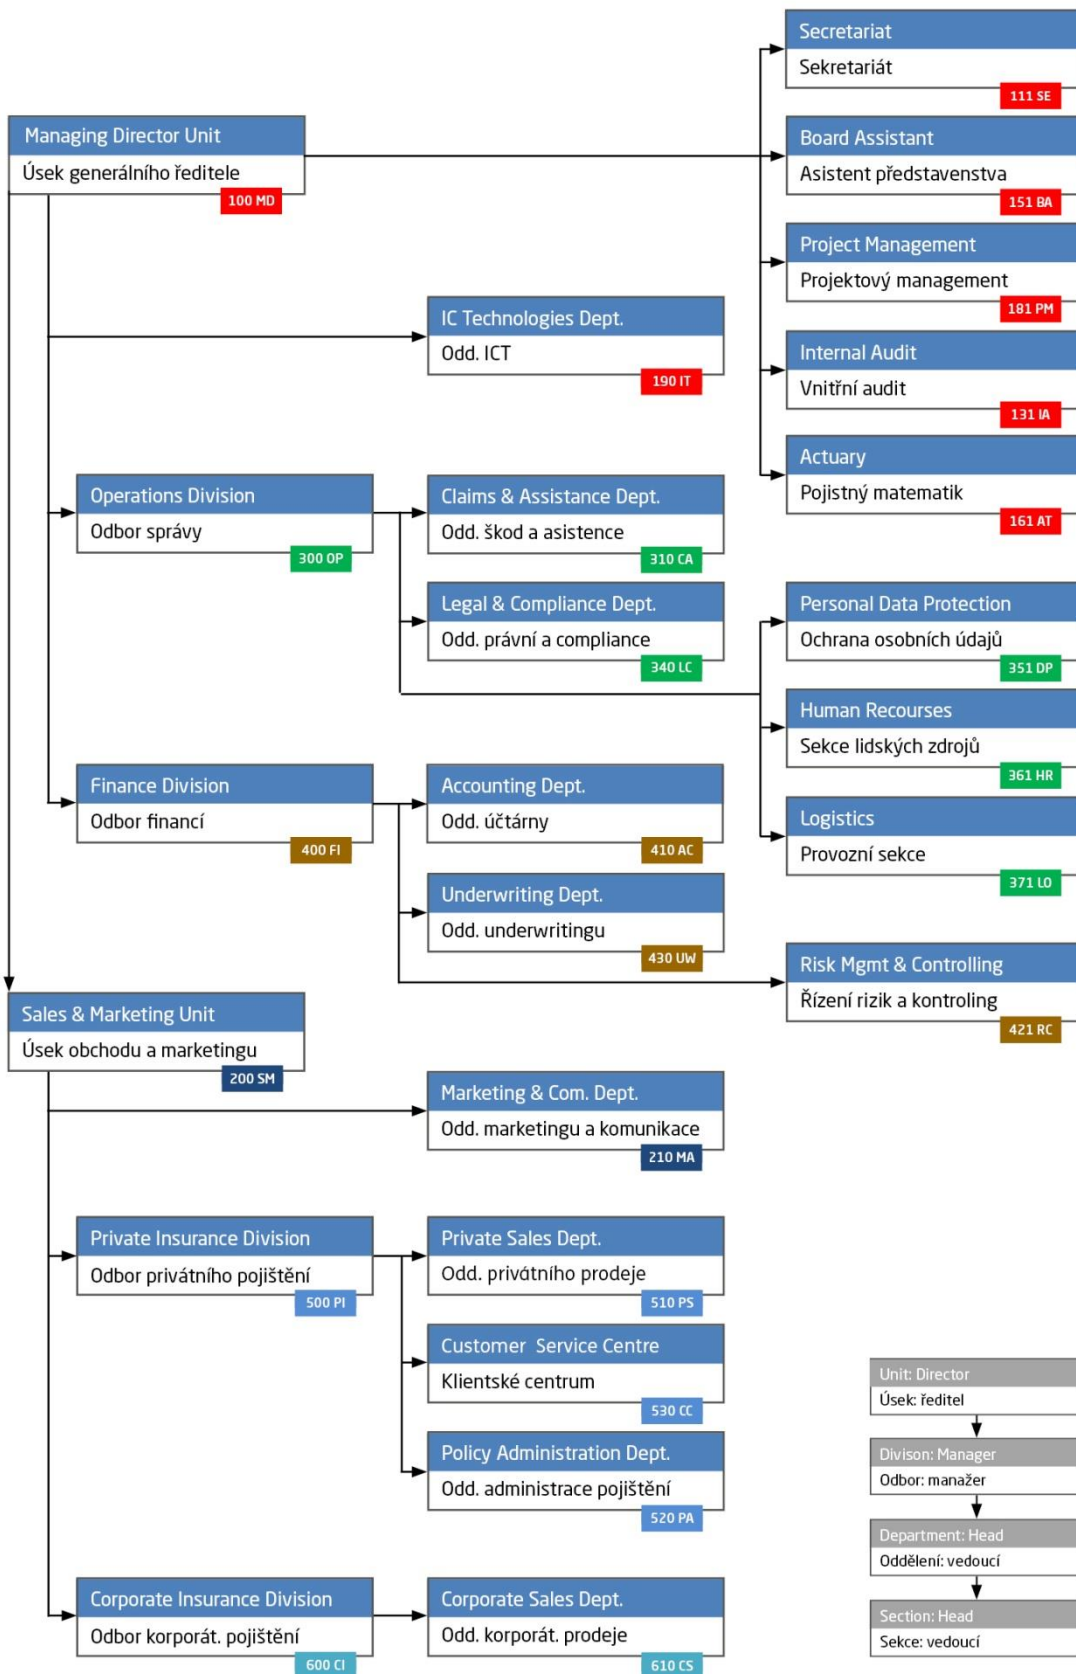 Secretariat
Sekretariát
111 SE
Managing Director Unit
Úsek generálního ředitele
100 MD
Board Assistant
Asistent představenstva
151 BA
Project Management
Projektový management
181 PM
IC Technologies Dept.
Odd. ICT
190 IT
Internal Audit
Vnitřní audit
131 IA
Actuary
Pojistný matematik
161 AT
Operations Division
Odbor správy
300 OP
Claims & Assistance Dept.
Odd. škod a asistence
310 CA
Legal & Compliance Dept.
Odd. právní a compliance
340 LC
Personal Data Protection
Ochrana osobních údajů
351 DP
Human Recourses
Sekce lidských zdrojů
361 HR
Logistics
Provozní sekce
371 LO
Finance Division
Odbor financí
400 FI
Accounting Dept.
Odd. účtárny
410 AC
Underwriting Dept.
Odd. underwritingu
430 UW
Risk Mgmt & Controlling
Řízení rizik a kontroling
421 RC
Sales & Marketing Unit
Úsek obchodu a marketingu
200 SM
Marketing & Com. Dept.
Odd. marketingu a komunikace
210 MA
Private Insurance Division
Odbor privátního pojištění
500 PI
Private Sales Dept.
Odd. privátního prodeje
510 PS
Customer Service Centre
Klientské centrum
530 CC
Policy Administration Dept.
Odd. administrace pojištění
520 PA
Corporate Insurance Division
Odbor korporát. pojištění
600 CI
Corporate Sales Dept.
Odd. korporát. prodeje
610 CS
Unit: Director
Úsek: ředitel
Divison: Manager
Odbor: manažer
Department: Head
Oddělení: vedoucí
Section: Head
Sekce: vedoucí